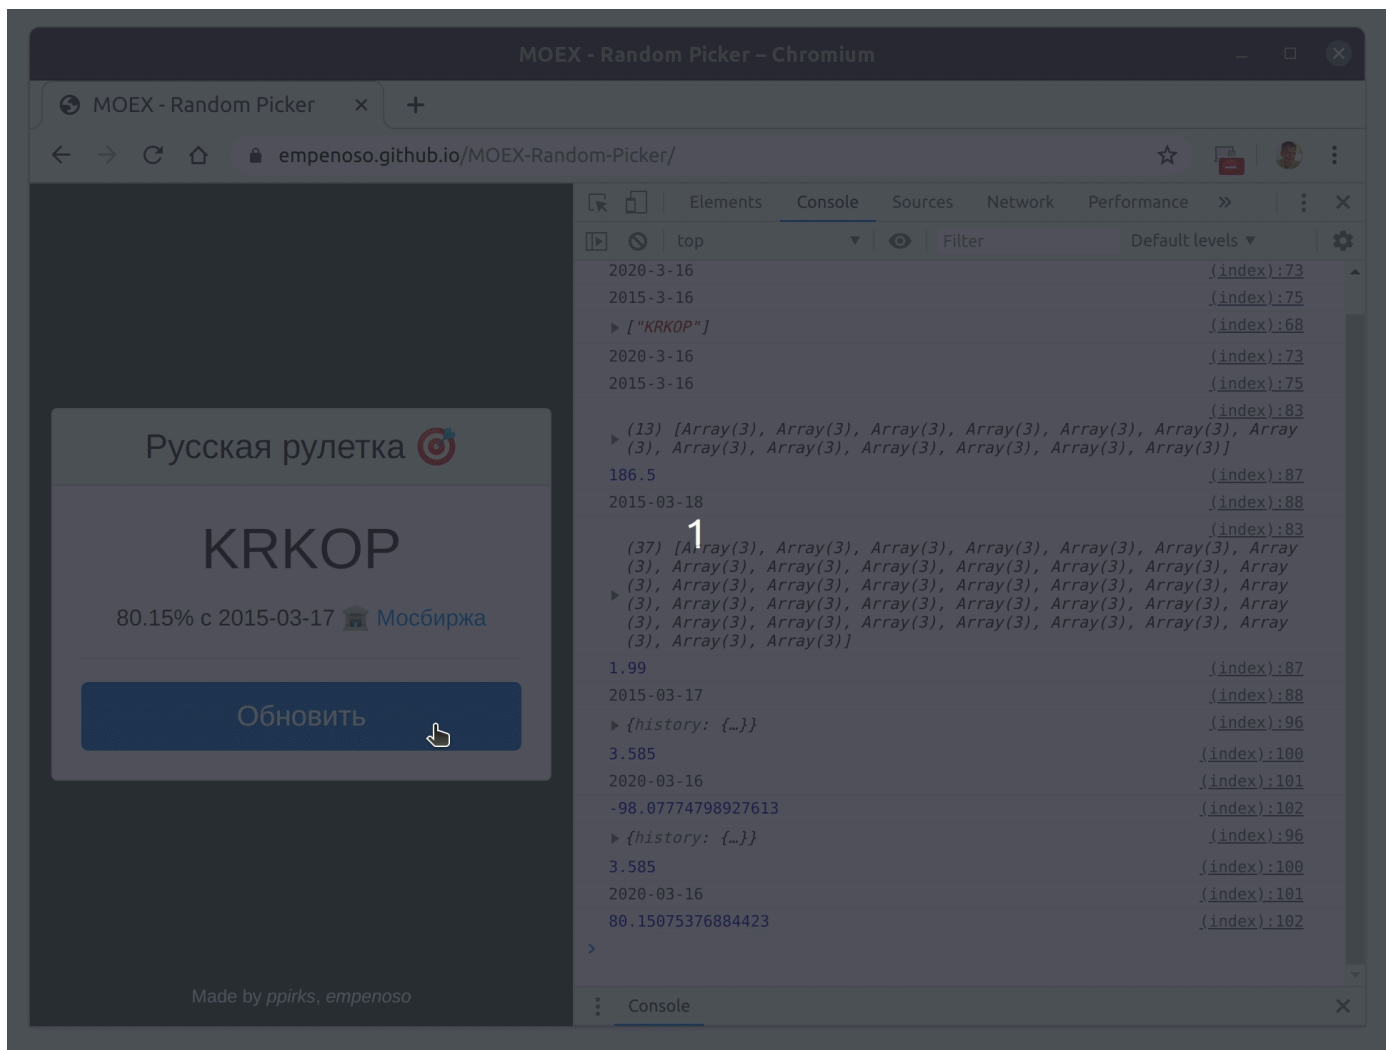 MOEX - Random Picker – Chromium
MOEX - Random Picker
empenoso.github.io/MOEX-Random-Picker/
Elements Console Sources Network Performance »
top Filter Default levels
2020-3-16 (index):73
2015-3-16 (index):75
["KRKOP"] (index):68
2020-3-16 (index):73
2015-3-16 (index):75
(index):83
(13) [Array(3), Array(3), Array(3), Array(3), Array(3), Array(3), Array
(3), Array(3), Array(3), Array(3), Array(3), Array(3), Array(3)]
186.5 (index):87
2015-03-18 (index):88
1
(index):83
(37) [Array(3), Array(3), Array(3), Array(3), Array(3), Array(3), Array
(3), Array(3), Array(3), Array(3), Array(3), Array(3), Array(3), Array
(3), Array(3), Array(3), Array(3), Array(3), Array(3), Array(3), Array
(3), Array(3), Array(3), Array(3), Array(3), Array(3), Array(3), Array
(3), Array(3), Array(3), Array(3), Array(3), Array(3), Array(3), Array
(3), Array(3), Array(3)]
1.99 (index):87
2015-03-17 (index):88
{history: {…}} (index):96
3.585 (index):100
2020-03-16 (index):101
-98.07774798927613 (index):102
{history: {…}} (index):96
3.585 (index):100
2020-03-16 (index):101
80.15075376884423 (index):102
>
Console
Русская рулетка
KRKOP
80.15% с 2015-03-17 Мосбиржа
Обновить
Made by ppirks, empenoso